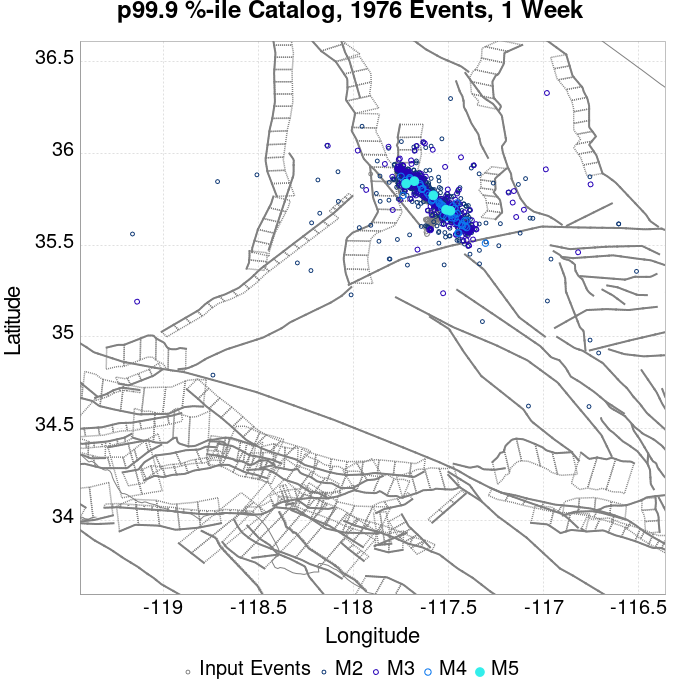 p99.9 %-ile Catalog, 1976 Events, 1 Week
36.5
36
35.5
35
34.5
34
Latitude
-119 -118.5 -118 -117.5 -117 -116.5
Longitude
Input Events M2 M3 M4 M5